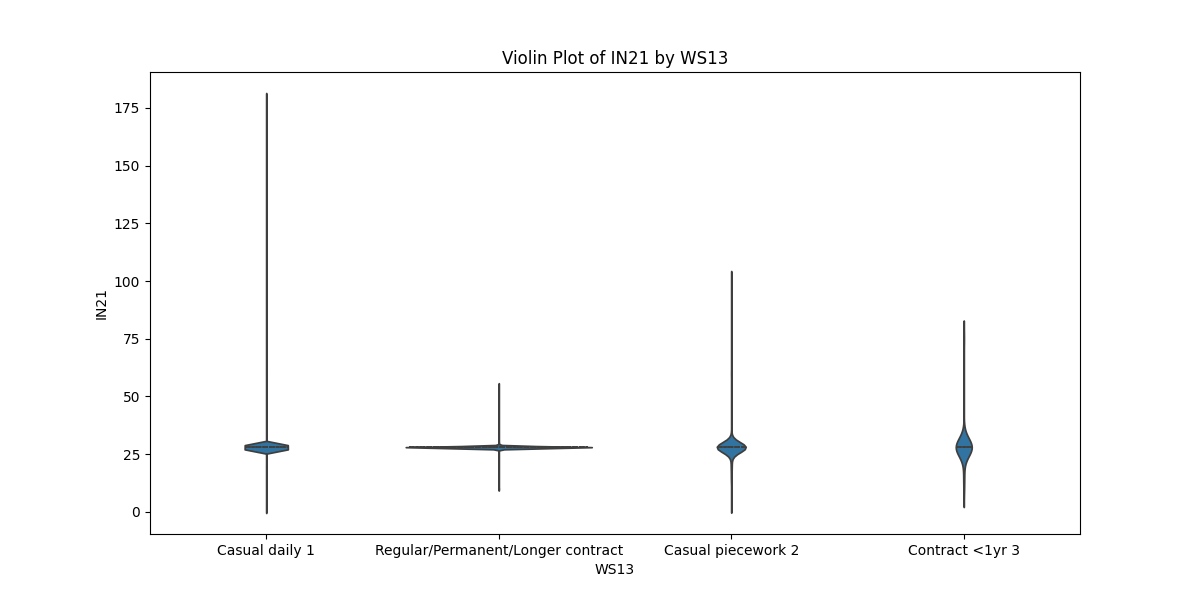 Violin Plot of IN21 by WS13
175
150
125
100
75
50
25
0
IN21
Casual daily 1
Regular/Permanent/Longer contract
Casual piecework 2
Contract <1yr 3
WS13